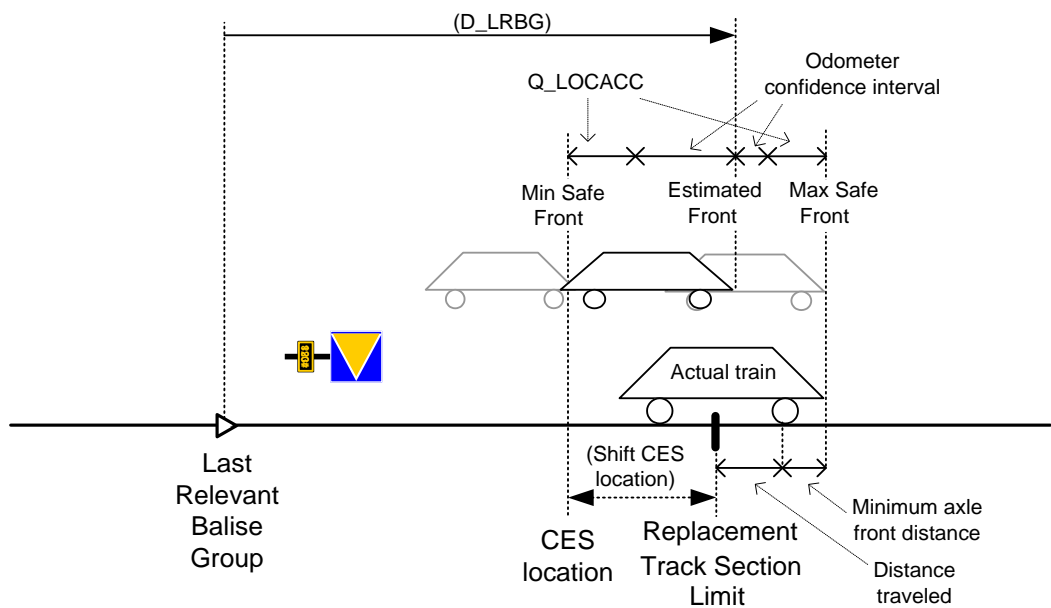 (D_LRBG)
Odometer
confidence interval
Q_LOCACC
Min Safe
Front
Estimated
Front
Max Safe
Front
Actual train
(Shift CES
location)
Last
Relevant
Balise
Group
CES
location
Replacement
Track Section
Limit
Minimum axle
front distance
Distance
traveled